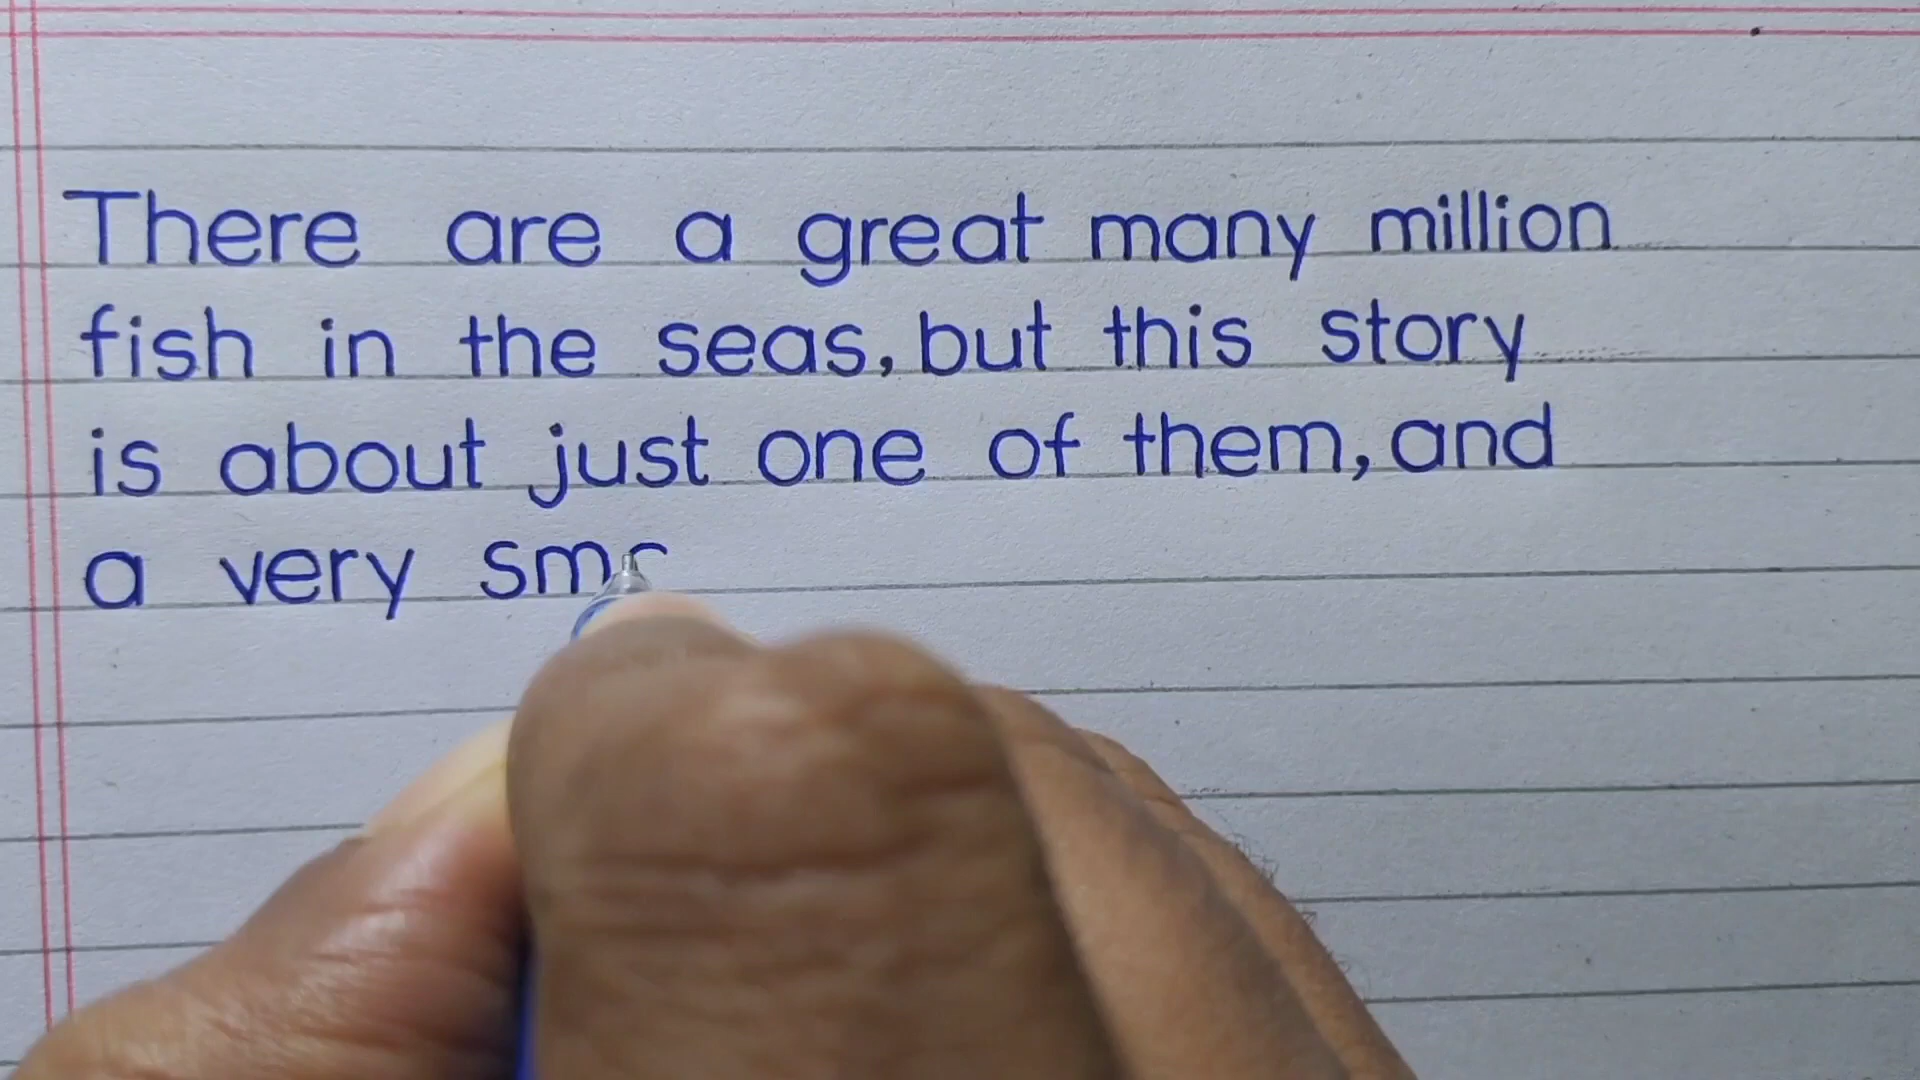 There are a great many million
fish in the seas, but this story
is about just one of them, and
a very